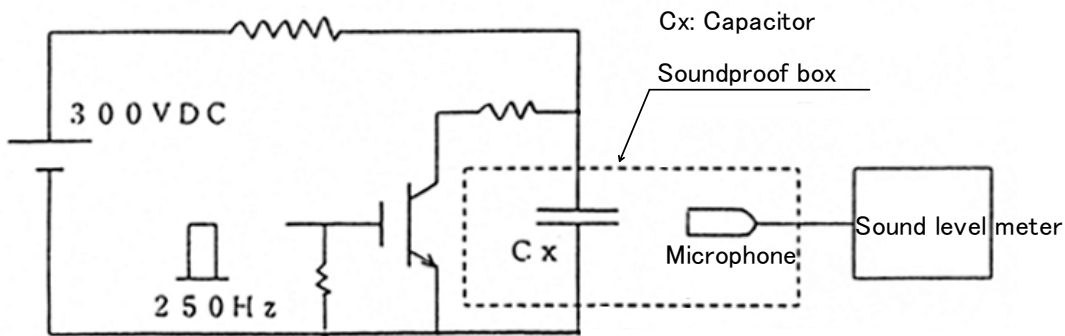 Cx: Capacitor
Soundproof box
300VDC
Cx
Sound level meter
Microphone
250Hz